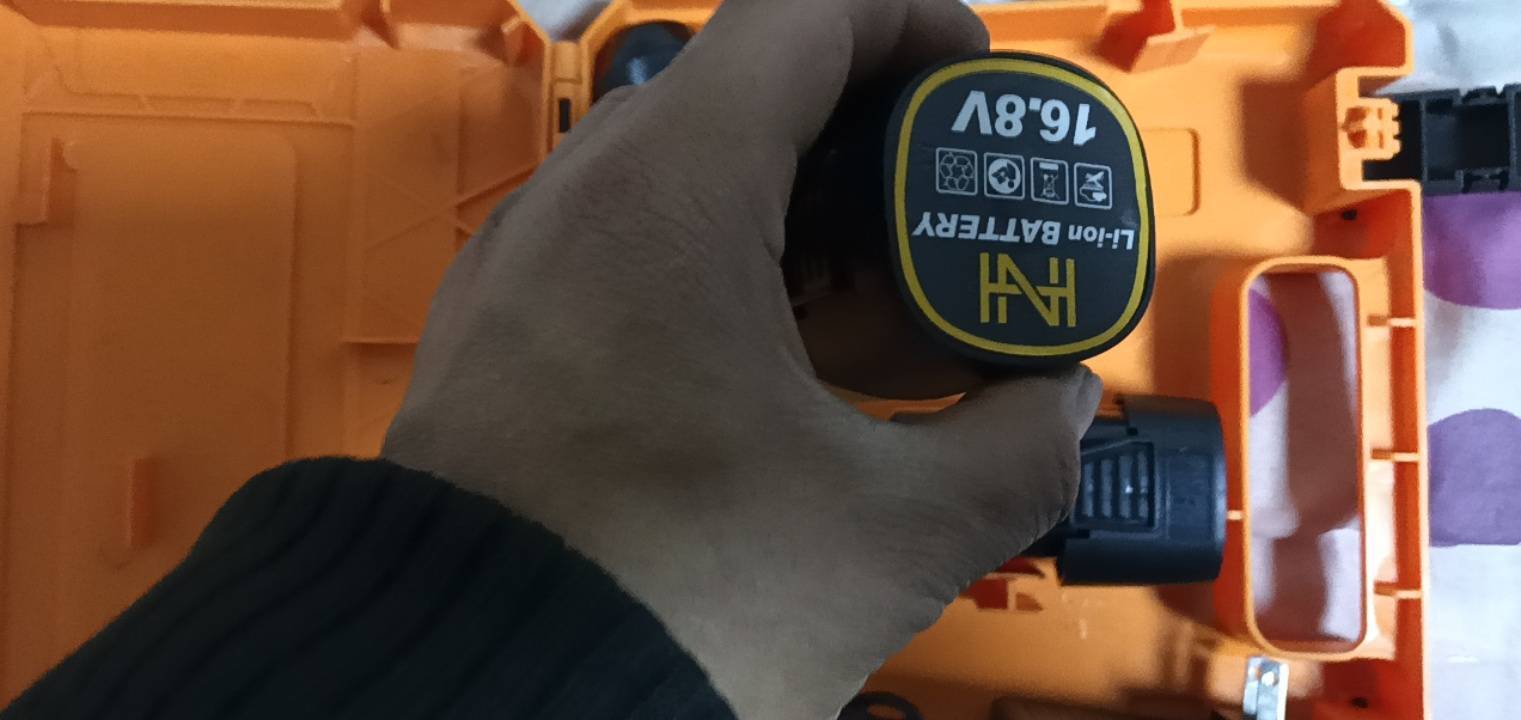 16.8V
Li-ion BATTERY